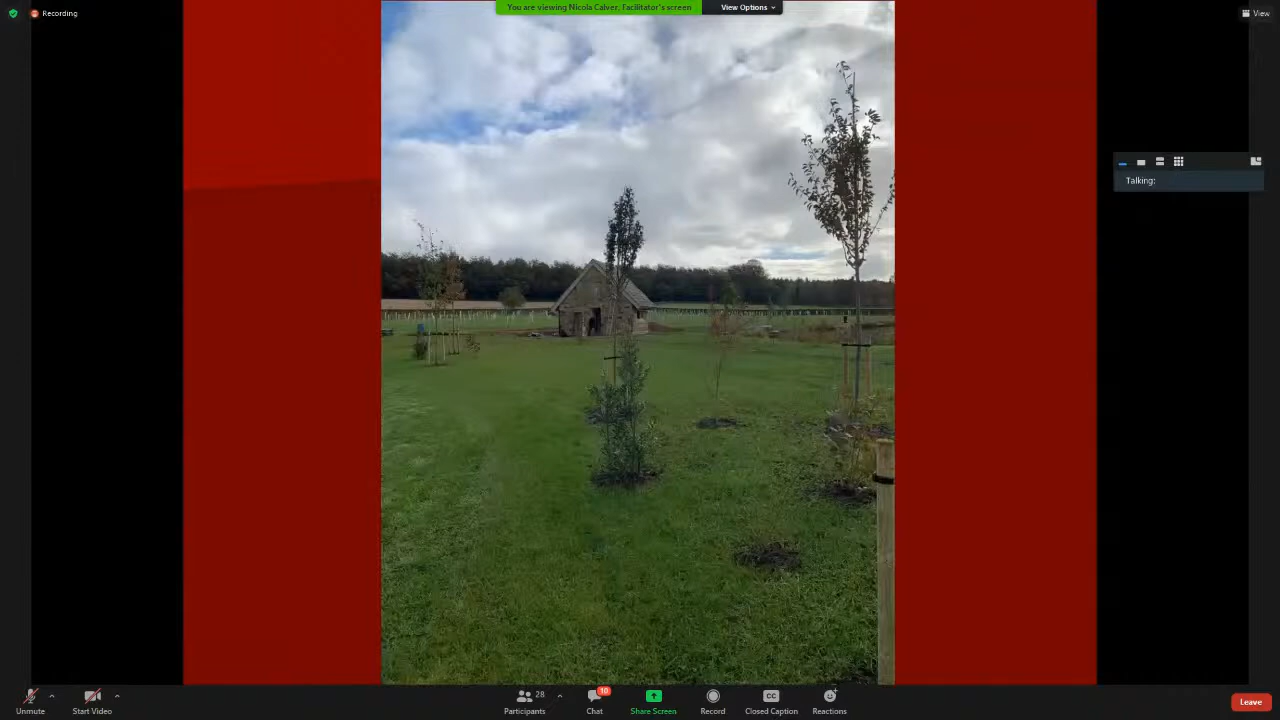 You are viewing Nicola Calver; Facilitator's screen
View Options
Recording
View
Talking:
Unmute
Start Video
28
Participants
10
Chat
Share Screen
Record
CC
Closed Caption
Reactions
Leave